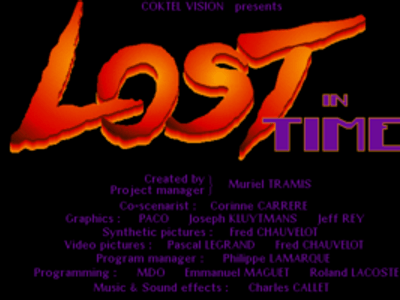 COKTEL VISION presents
LOST
IN
TIME
Created by
Project manager
Muriel TRAMIS
Co-scenarist : Corinne CARRERE
Graphics : PACO Joseph KLUYTMANS Jeff REY
Synthetic pictures : Fred CHAUVELOT
Video pictures : Pascal LEGRAND Fred CHAUVELOT
Program manager : Philippe LAMARQUE
Programming : MDO Emmanuel MAGUET Roland LACOSTE
Music & Sound effects : Charles CALLET